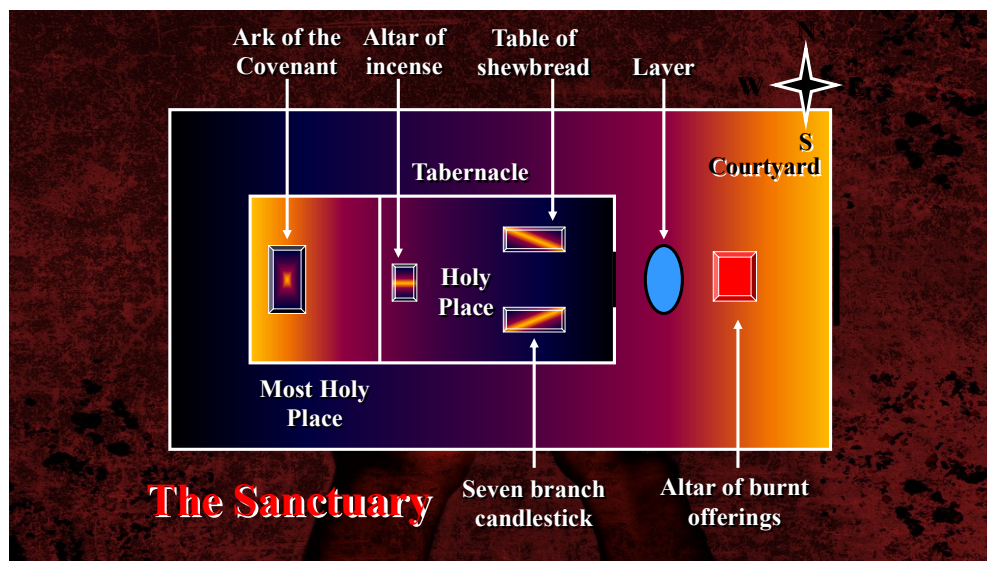 Ark of the
Covenant
Altar of
incense
Table of
shewbread
Laver
N
W
E
S
Courtyard
Tabernacle
Holy
Place
Most Holy
Place
The Sanctuary
Seven branch
candlestick
Altar of burnt
offerings